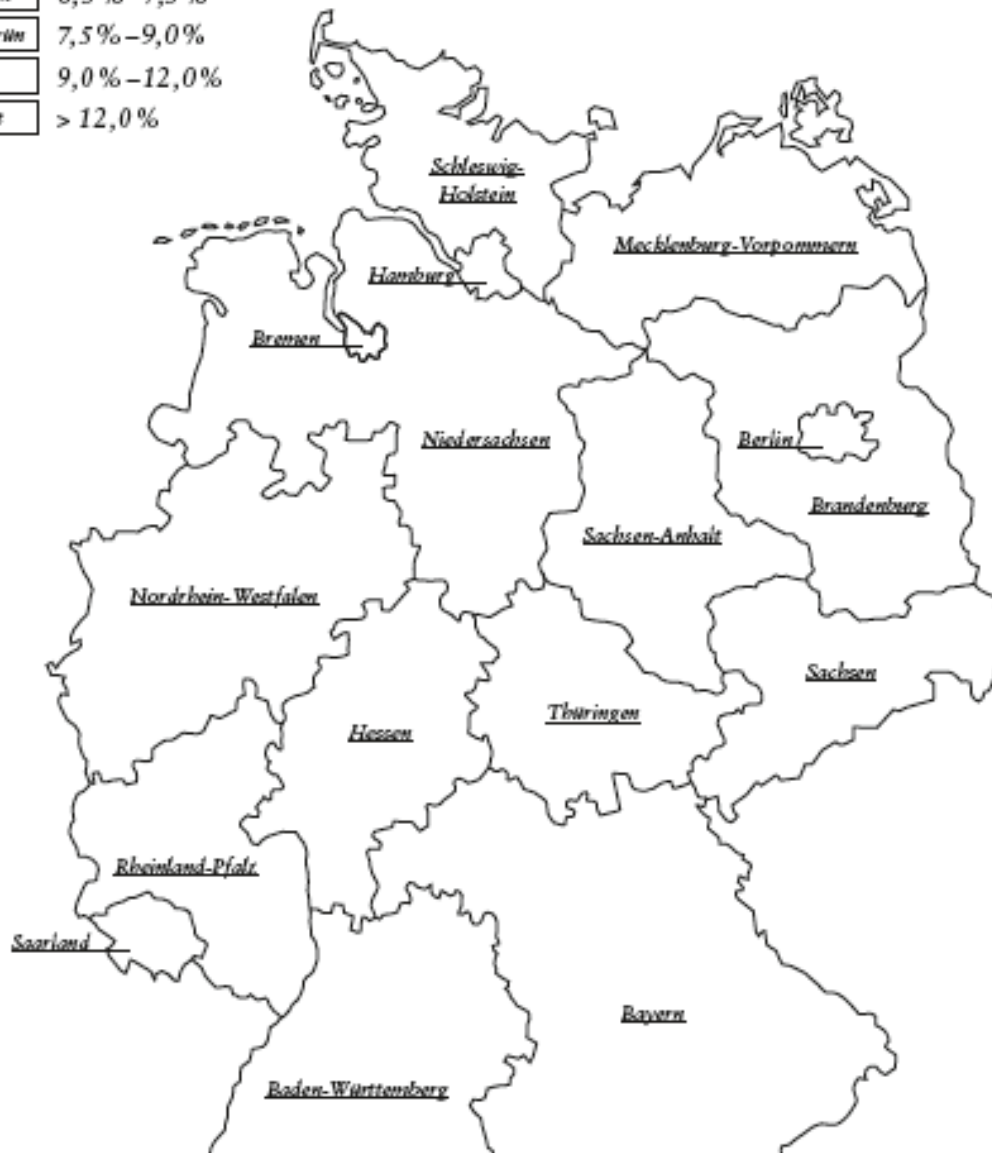 7,5%–9,0%
9,0%–12,0%
> 12,0%
Schleswig-
Holstein
Mecklenburg-Vorpommern
Hamburg
Bremen
Niedersachsen
Berlin
Brandenburg
Sachsen-Anhalt
Nordrhein-Westfalen
Sachsen
Thüringen
Hessen
Rheinland-Pfalz
Saarland
Bayern
Baden-Württemberg